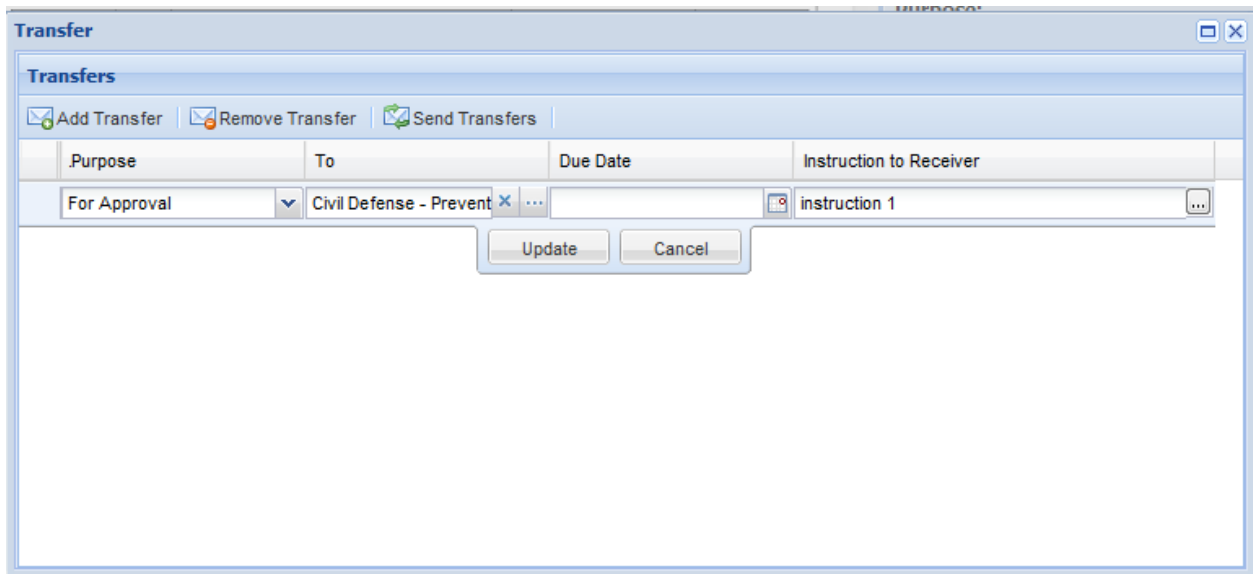 Purpose:
Transfer
Transfers
Add Transfer Remove Transfer Send Transfers
.Purpose To Due Date Instruction to Receiver
For Approval Civil Defense - Prevent ... instruction 1 ...
Update Cancel